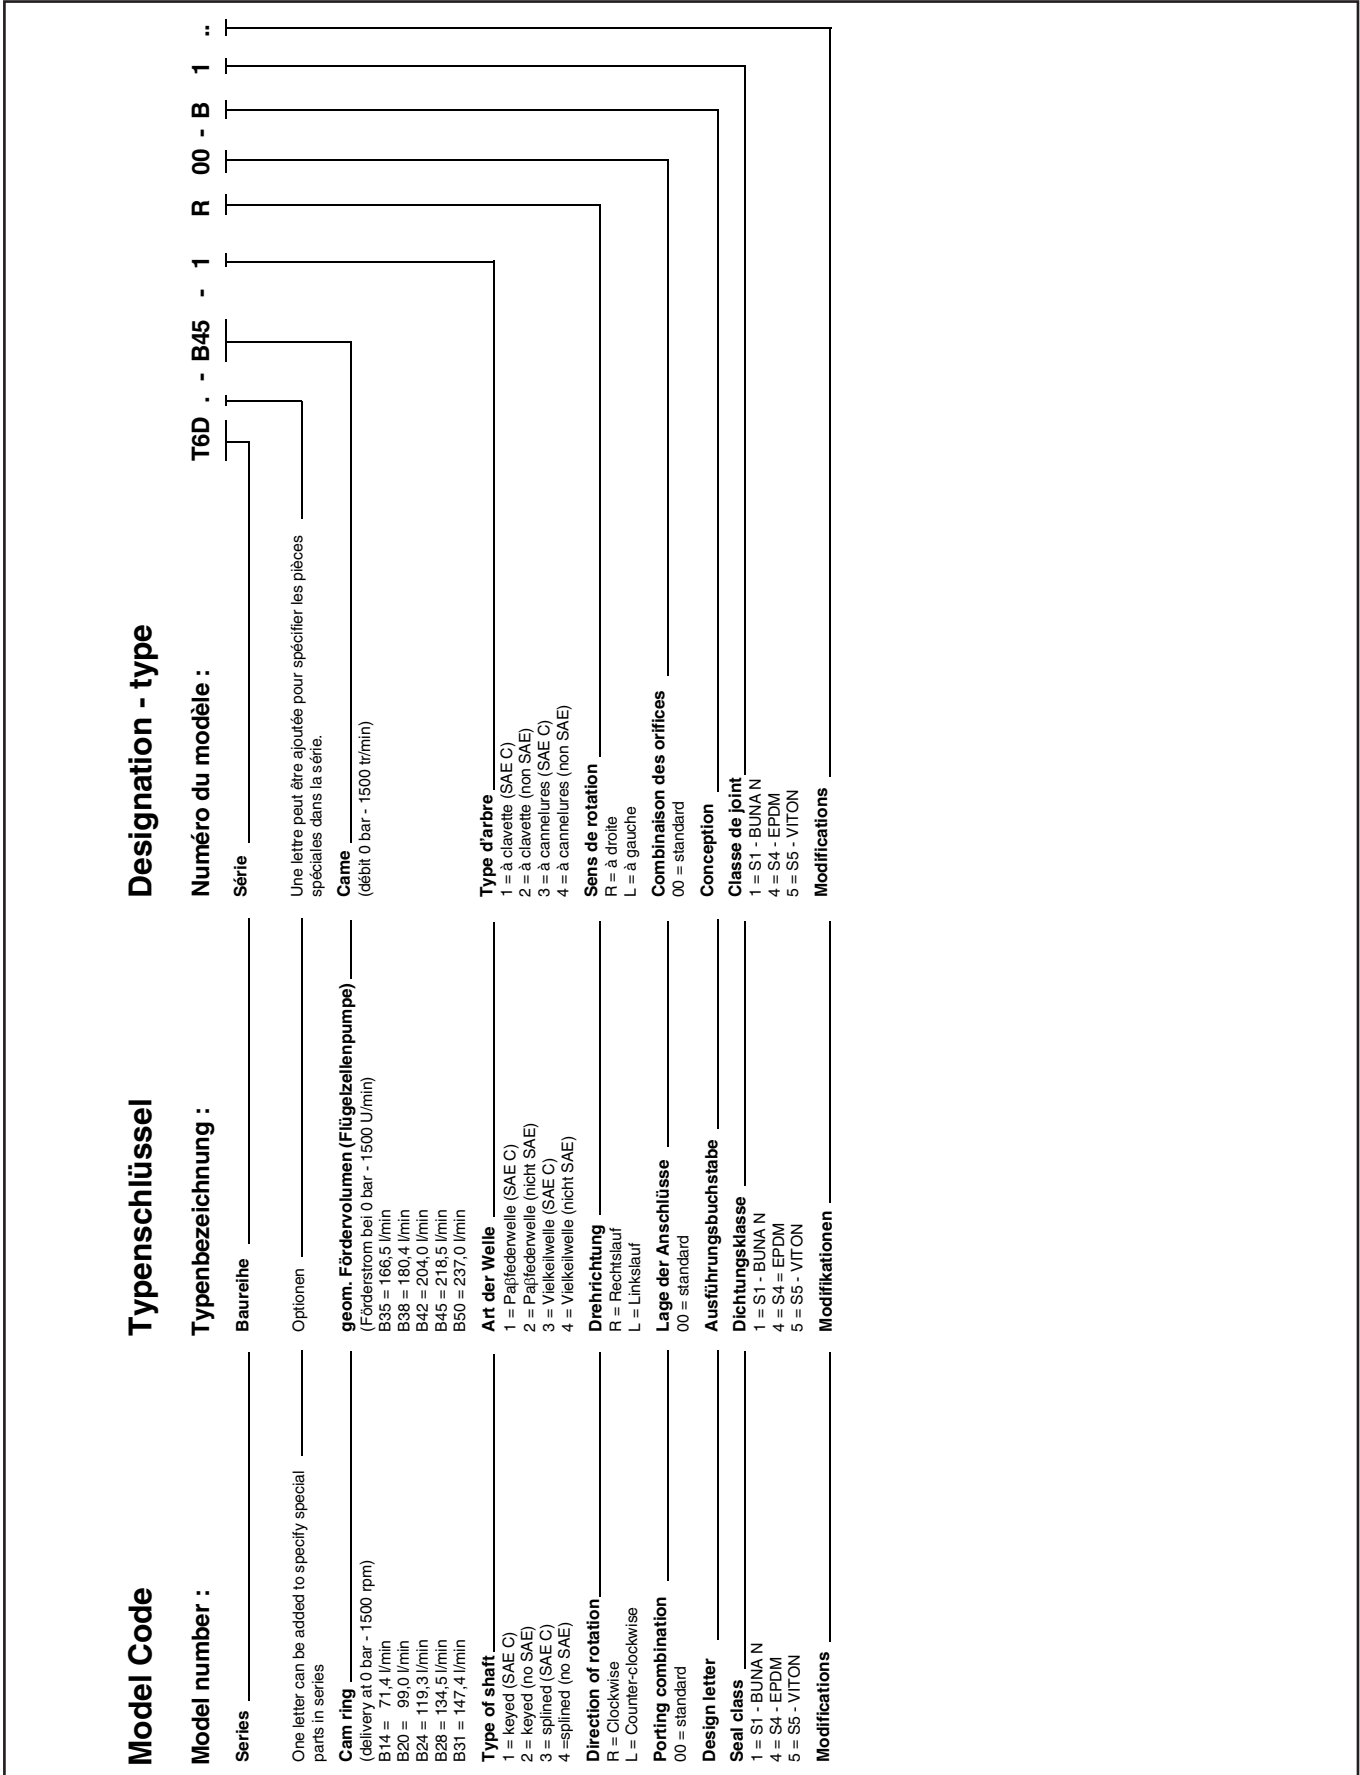 Model Code
Typenschlüssel
Designation - type
Model number :
Typenbezeichnung :
Numéro du modèle :
T6D . - B45 - 1 R 00 - B 1 ..
Series
Baureihe
Série
One letter can be added to specify special
parts in series
Optionen
Une lettre peut être ajoutée pour spécifier les pièces
spéciales dans la série.
Cam ring
(delivery at 0 bar - 1500 rpm)
B14 = 71,4 l/min
B20 = 99,0 l/min
B24 = 119,3 l/min
B28 = 134,5 l/min
B31 = 147,4 l/min
geom. Fördervolumen (Flügelzellenpumpe)
(Förderstrom bei 0 bar - 1500 U/min)
B35 = 166,5 l/min
B38 = 180,4 l/min
B42 = 204,0 l/min
B45 = 218,5 l/min
B50 = 237,0 l/min
Came
(débit 0 bar - 1500 tr/min)
Type of shaft
1 = keyed (SAE C)
2 = keyed (no SAE)
3 = splined (SAE C)
4 =splined (no SAE)
Art der Welle
1 = Paβfederwelle (SAE C)
2 = Paβfederwelle (nicht SAE)
3 = Vielkeilwelle (SAE C)
4 = Vielkeilwelle (nicht SAE)
Type d'arbre
1 = à clavette (SAE C)
2 = à clavette (non SAE)
3 = à cannelures (SAE C)
4 = à cannelures (non SAE)
Direction of rotation
R = Clockwise
L = Counter-clockwise
Drehrichtung
R = Rechtslauf
L = Linkslauf
Sens de rotation
R = à droite
L = à gauche
Porting combination
00 = standard
Lage der Anschlüsse
00 = standard
Combinaison des orifices
00 = standard
Design letter
Ausführungsbuchstabe
Conception
Seal class
1 = S1 - BUNA N
4 = S4 - EPDM
5 = S5 - VITON
Dichtungsklasse
1 = S1 - BUNA N
4 = S4 = EPDM
5 = S5 - VITON
Classe de joint
1 = S1 - BUNA N
4 = S4 - EPDM
5 = S5 - VITON
Modifications
Modifikationen
Modifications